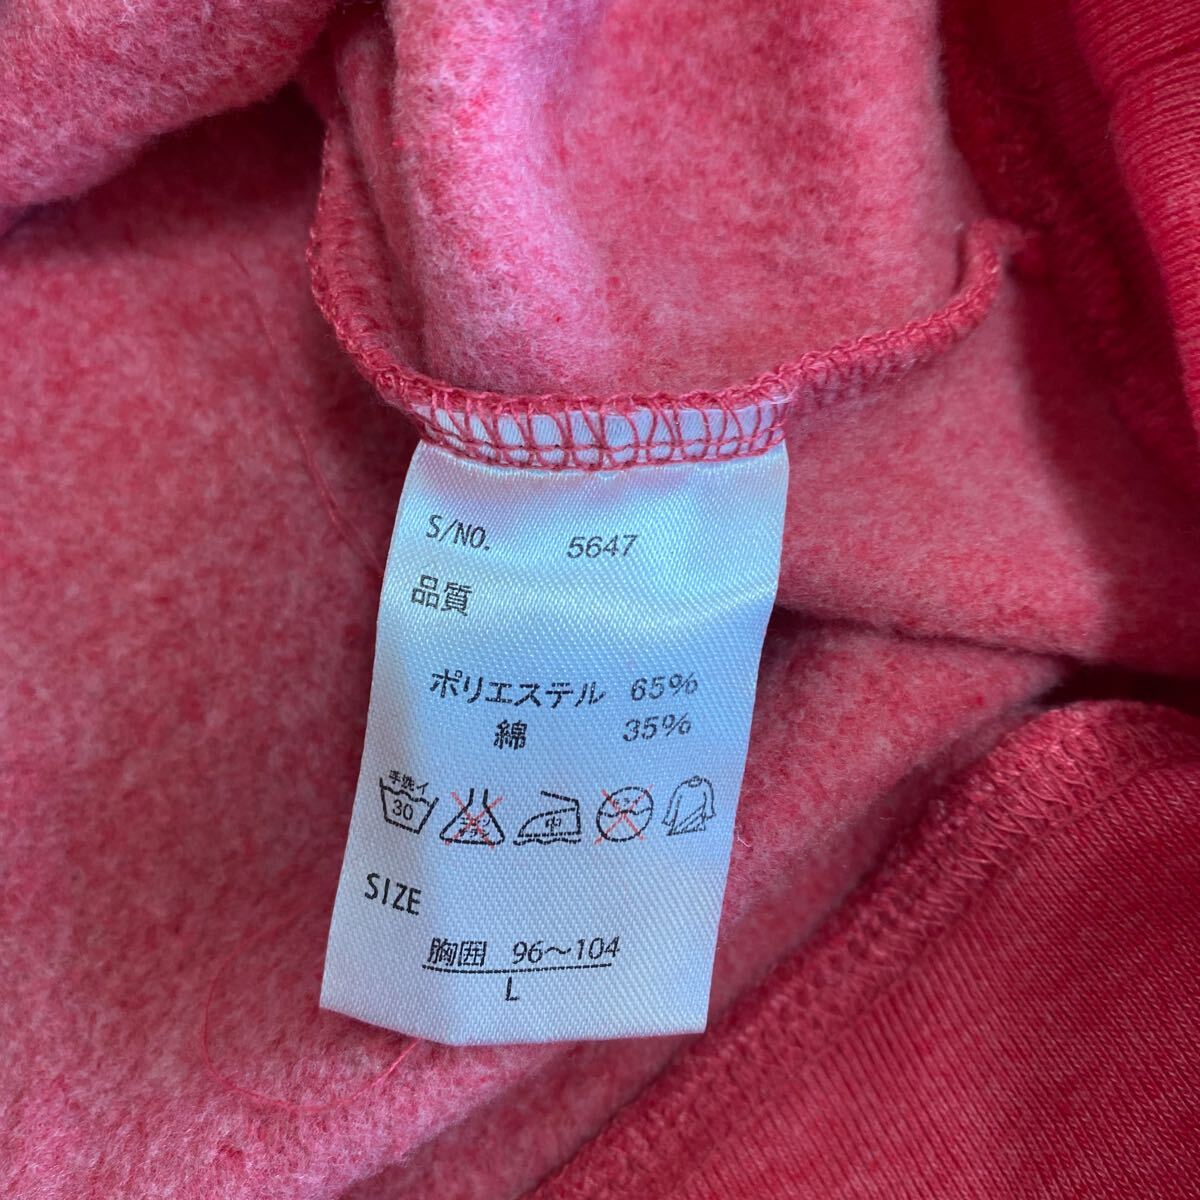 S/NO. 5647
品質
ポリエステル 65%
綿 35%
手洗イ
30
中
SIZE
胸囲 96〜104
L